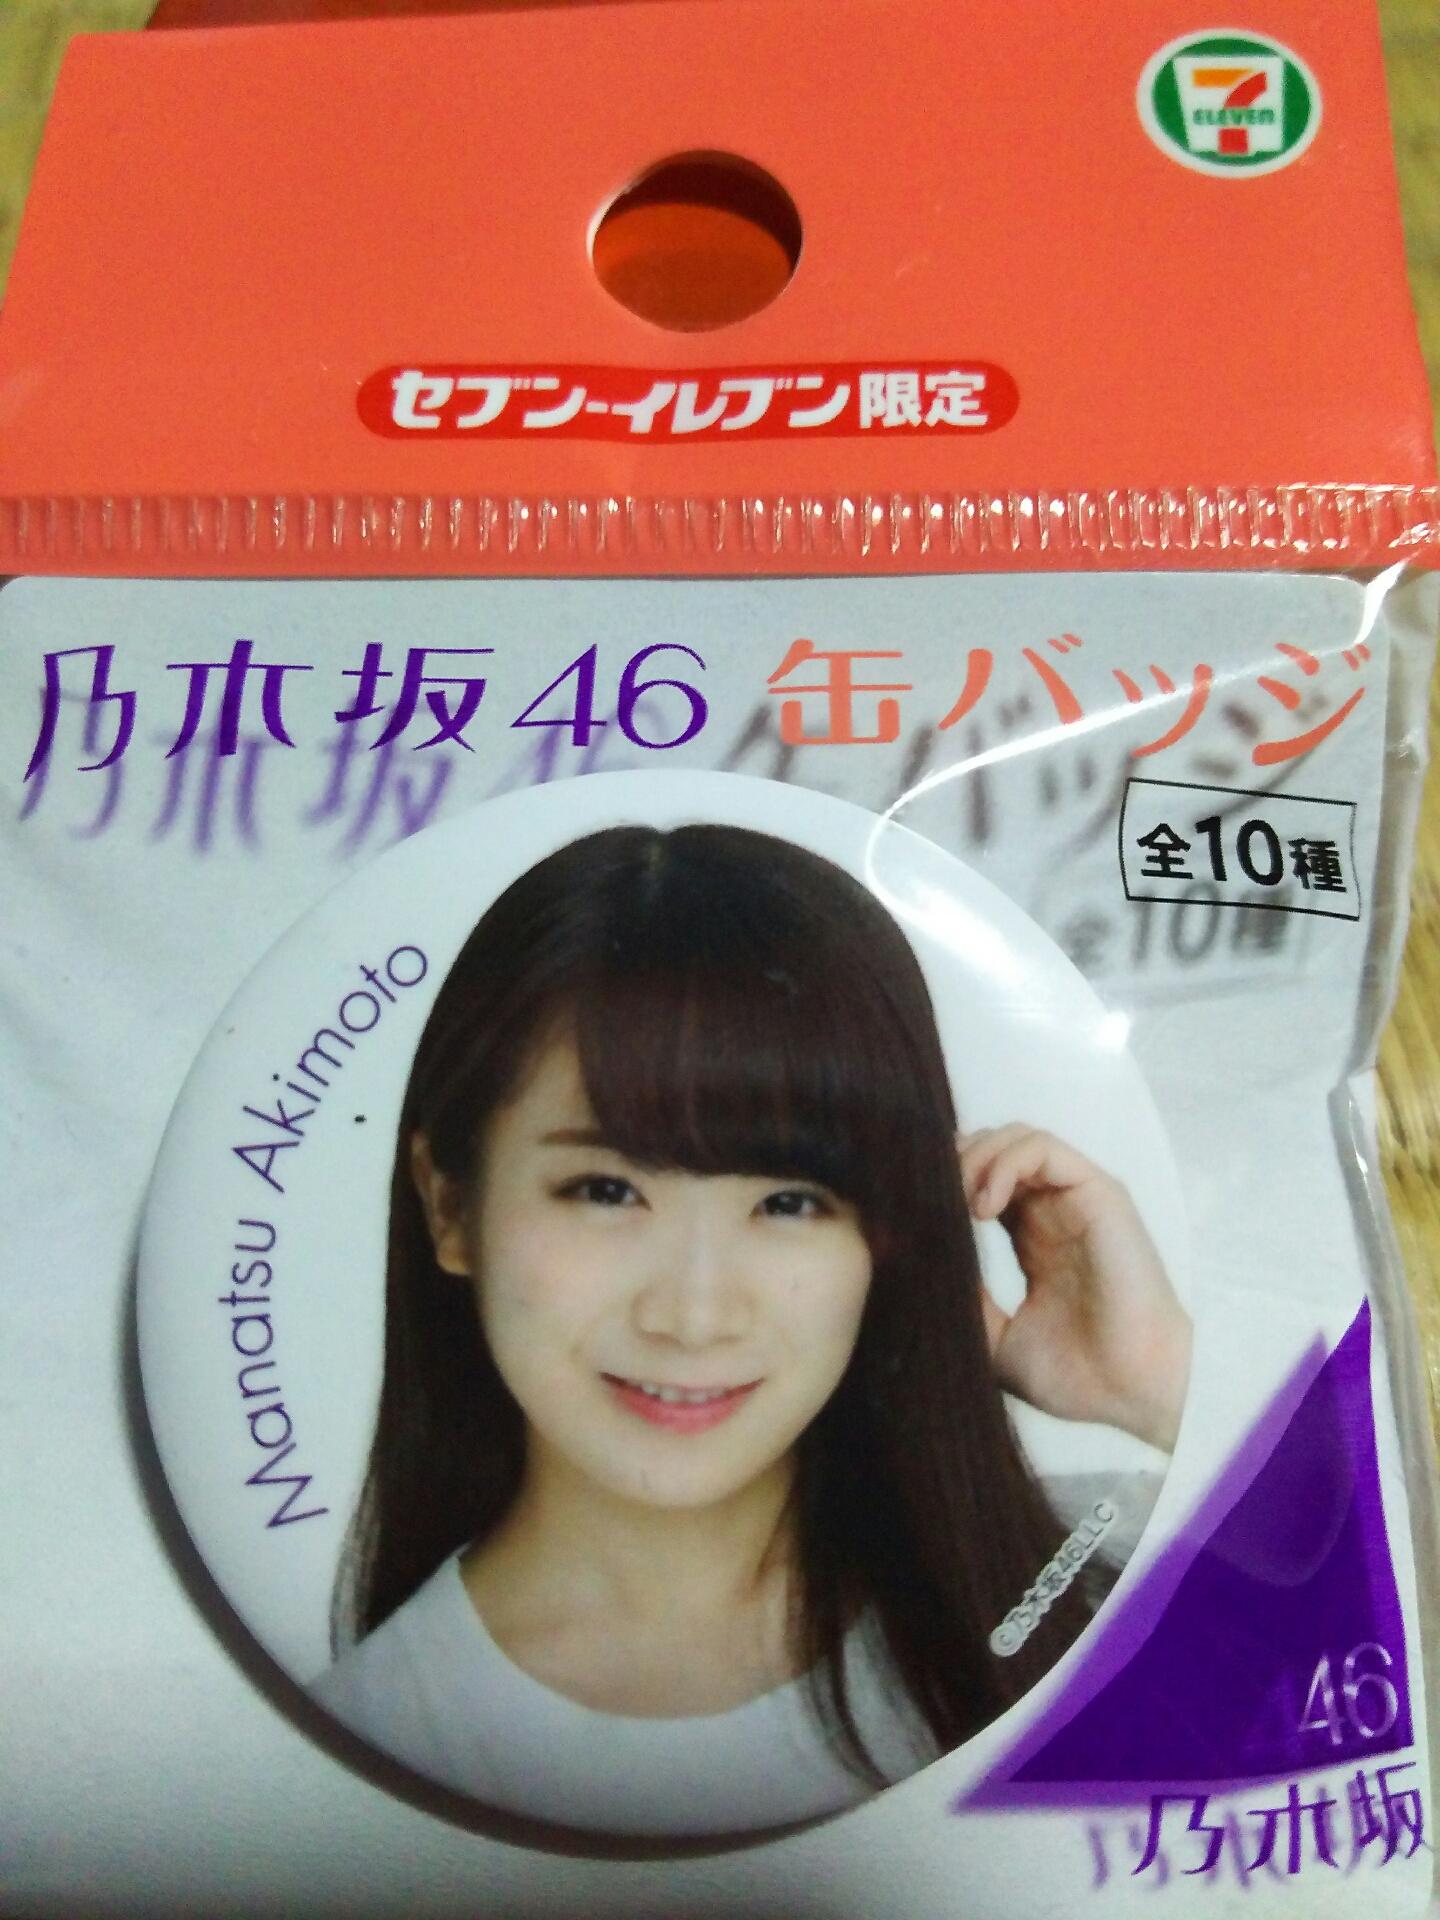 7
ELEVEn
セブン-イレブン限定
乃木坂46 缶バッジ
全10種
Manatsu Akimoto
©乃木坂46LLC
46
乃木坂